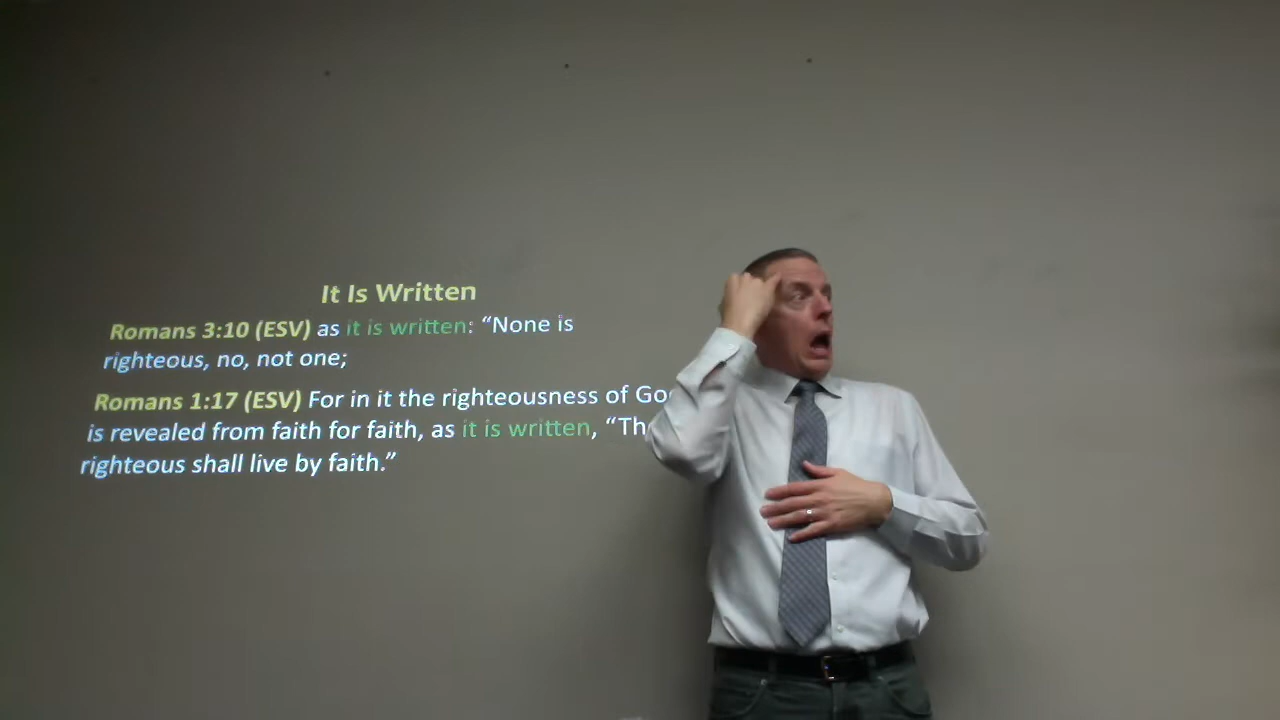 It Is Written
Romans 3:10 (ESV) as it is written: “None is
righteous, no, not one;
Romans 1:17 (ESV) For in it the righteousness of
is revealed from faith for faith, as it is written,
righteous shall live by faith.”